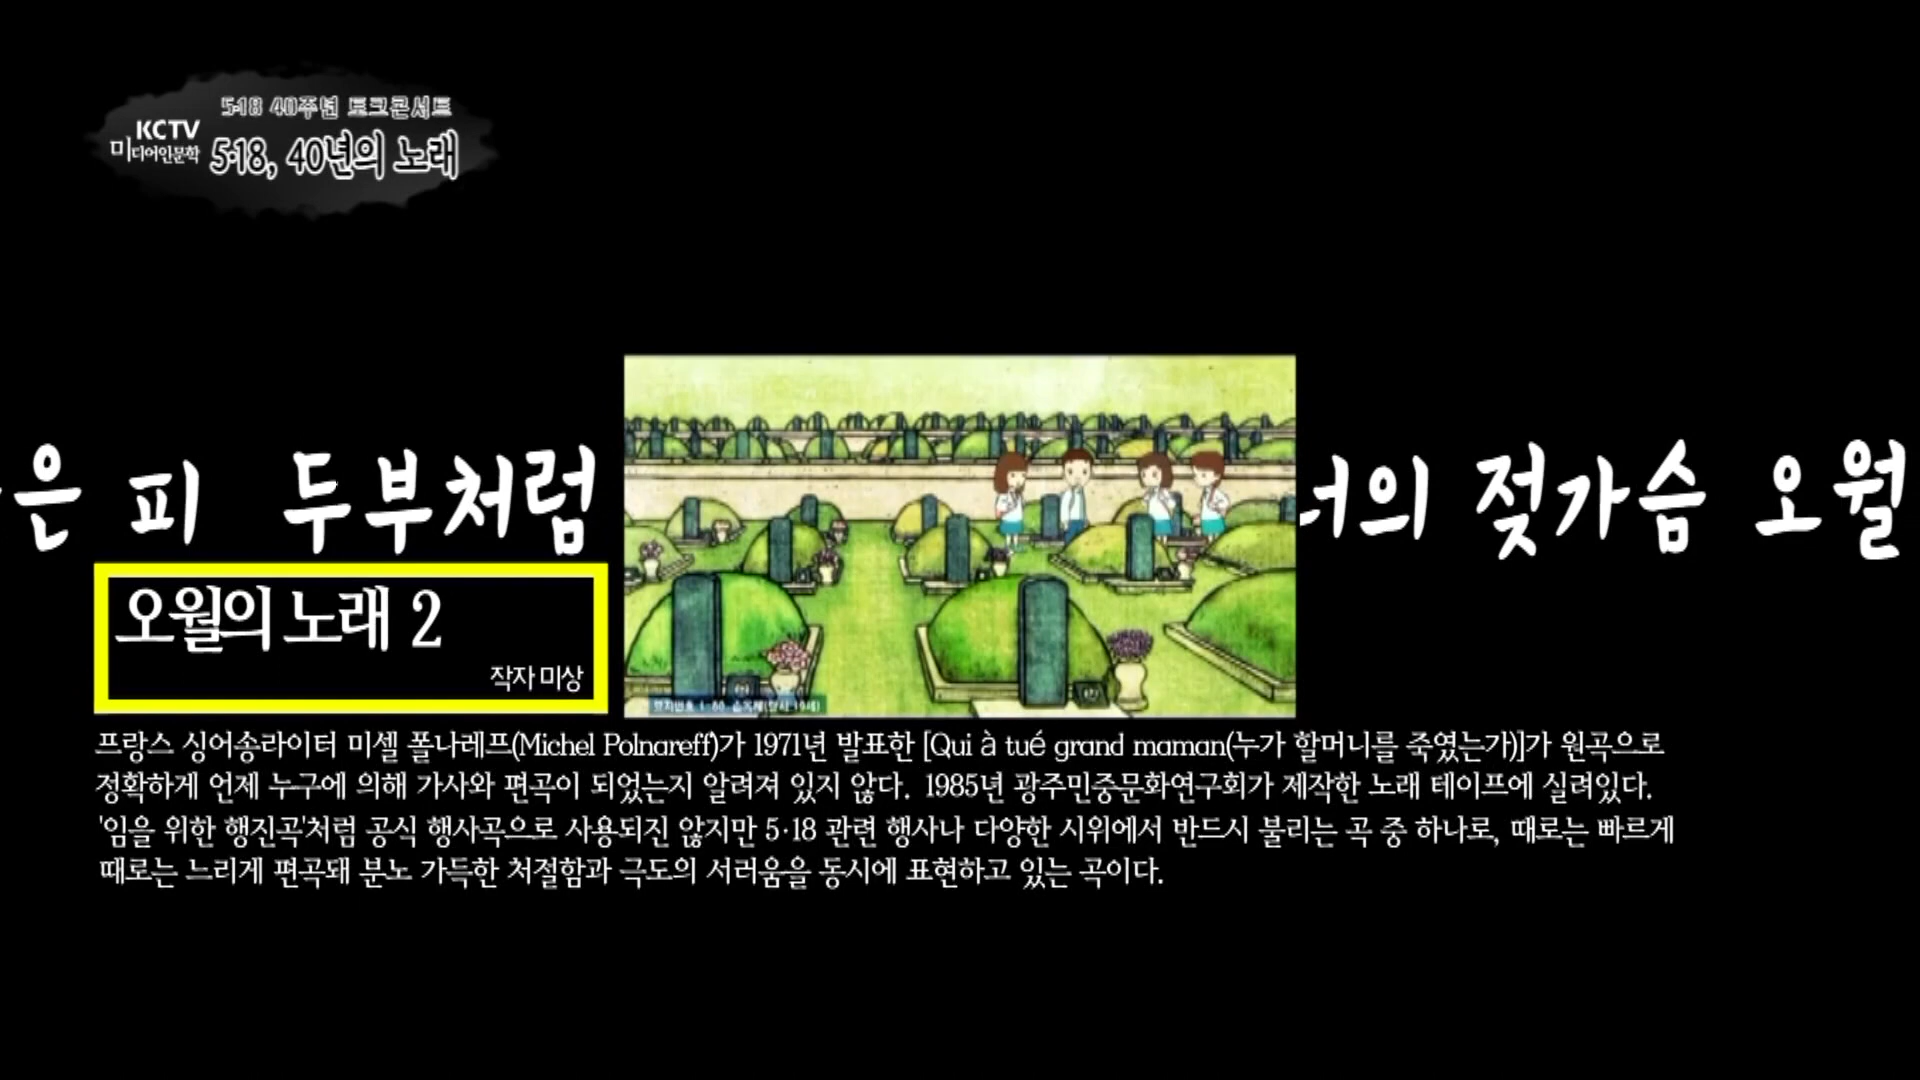 5·18 40주년 토크콘서트
KCTV
미디어인문학
5·18, 40년의 노래
은 피 두부처럼
너의 젖가슴 오월
오월의 노래 2
작자 미상
프랑스 싱어송라이터 미셸 폴나레프(Michel Polnareff)가 1971년 발표한 [Qui à tué grand maman(누가 할머니를 죽였는가)]가 원곡으로
정확하게 언제 누구에 의해 가사와 편곡이 되었는지 알려져 있지 않다. 1985년 광주민중문화연구회가 제작한 노래 테이프에 실려있다.
'임을 위한 행진곡'처럼 공식 행사곡으로 사용되진 않지만 5·18 관련 행사나 다양한 시위에서 반드시 불리는 곡 중 하나로, 때로는 빠르게
때로는 느리게 편곡돼 분노 가득한 처절함과 극도의 서러움을 동시에 표현하고 있는 곡이다.